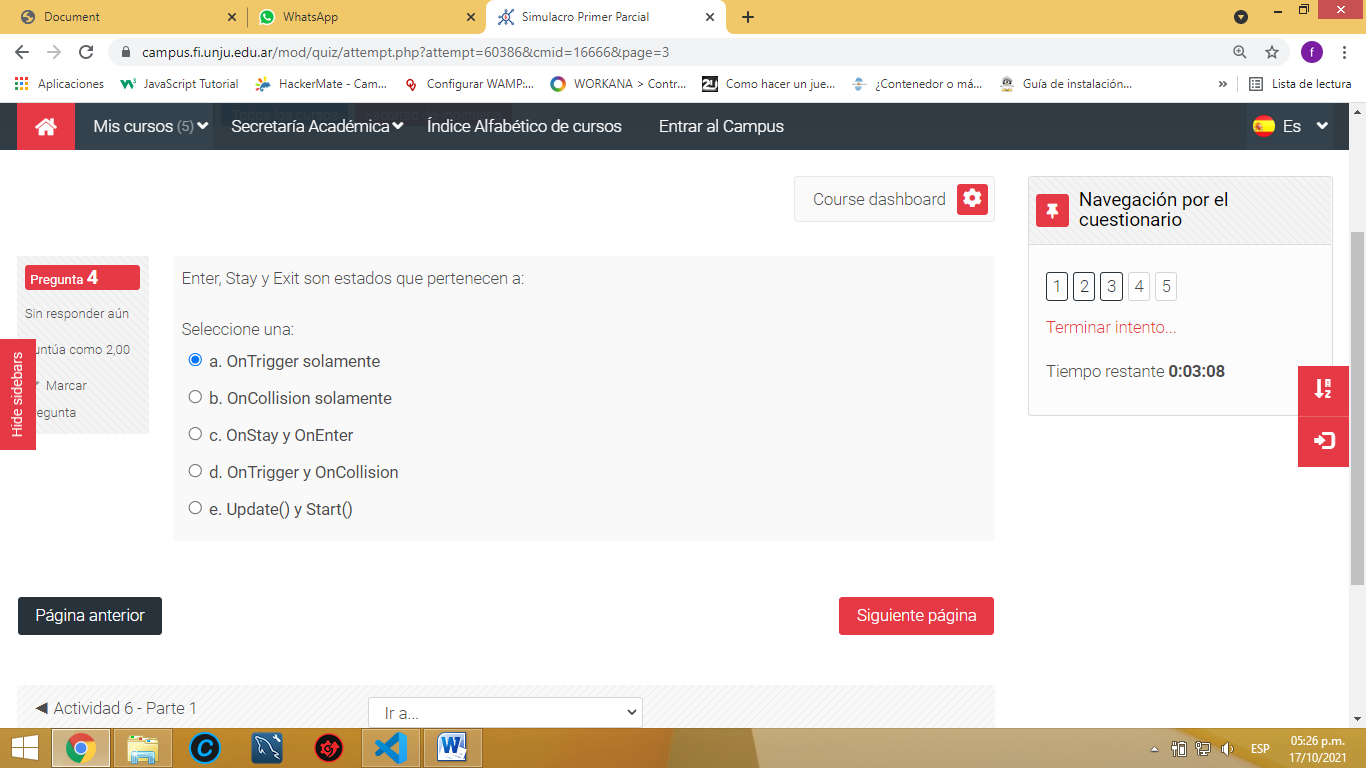 Document
WhatsApp
Simulacro Primer Parcial
campus.fi.unju.edu.ar/mod/quiz/attempt.php?attempt=60386&cmid=16666&page=3
f
Aplicaciones
JavaScript Tutorial
HackerMate - Cam...
Configurar WAMP:...
WORKANA > Contr...
Como hacer un jue...
¿Contenedor o má...
Guía de instalación...
»
Lista de lectura
Mis cursos (5)
Secretaría Académica
Índice Alfabético de cursos
Entrar al Campus
Es
Course dashboard
Navegación por el
cuestionario
1 2 3 4 5
Terminar intento...
Tiempo restante 0:03:08
Pregunta 4
Sin responder aún
untúa como 2,00
Marcar
egunta
Hide sidebars
Enter, Stay y Exit son estados que pertenecen a:
Seleccione una:
a. OnTrigger solamente
b. OnCollision solamente
c. OnStay y OnEnter
d. OnTrigger y OnCollision
e. Update() y Start()
Página anterior
Siguiente página
◀ Actividad 6 - Parte 1
Ir a...
ESP
05:26 p.m.
17/10/2021